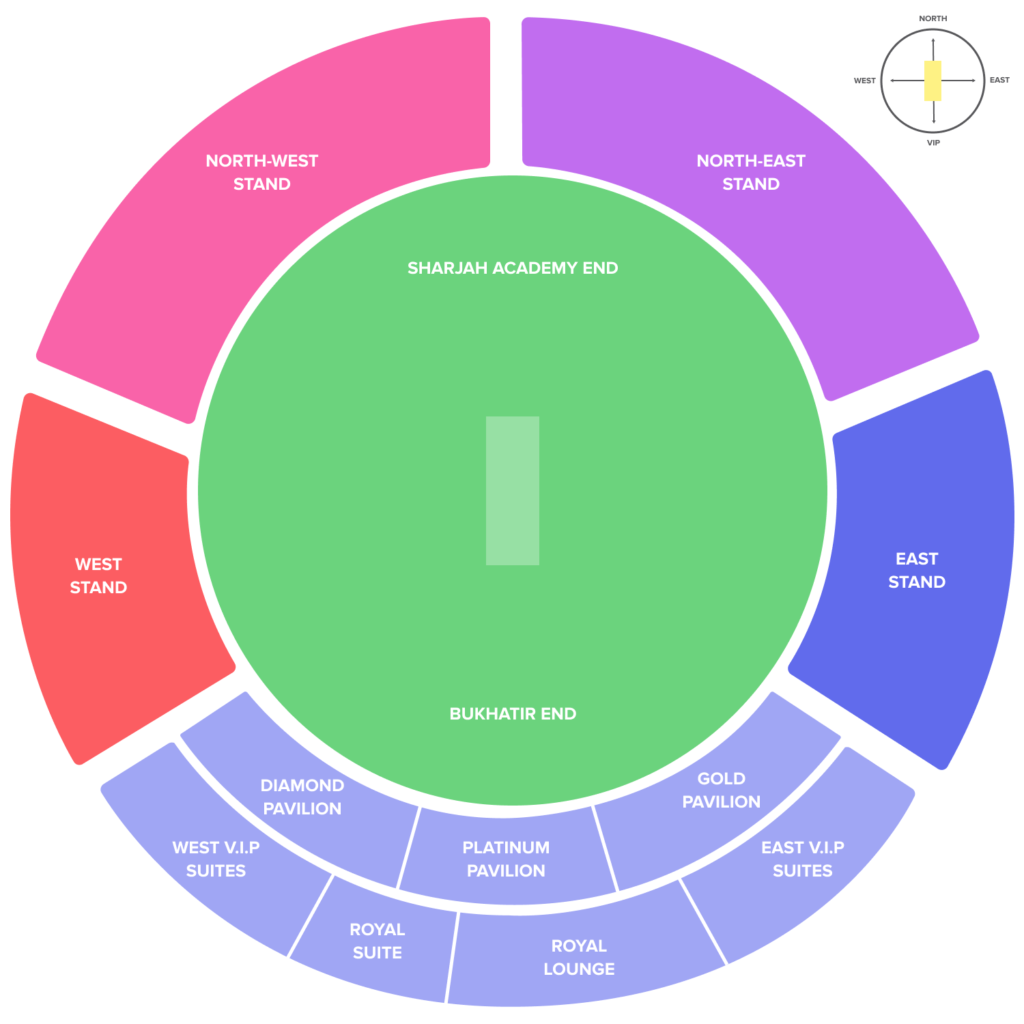 NORTH
WEST
EAST
VIP
NORTH-WEST
STAND
NORTH-EAST
STAND
SHARJAH ACADEMY END
WEST
STAND
EAST
STAND
BUKHATIR END
DIAMOND
PAVILION
GOLD
PAVILION
PLATINUM
PAVILION
WEST V.I.P
SUITES
EAST V.I.P
SUITES
ROYAL
SUITE
ROYAL
LOUNGE